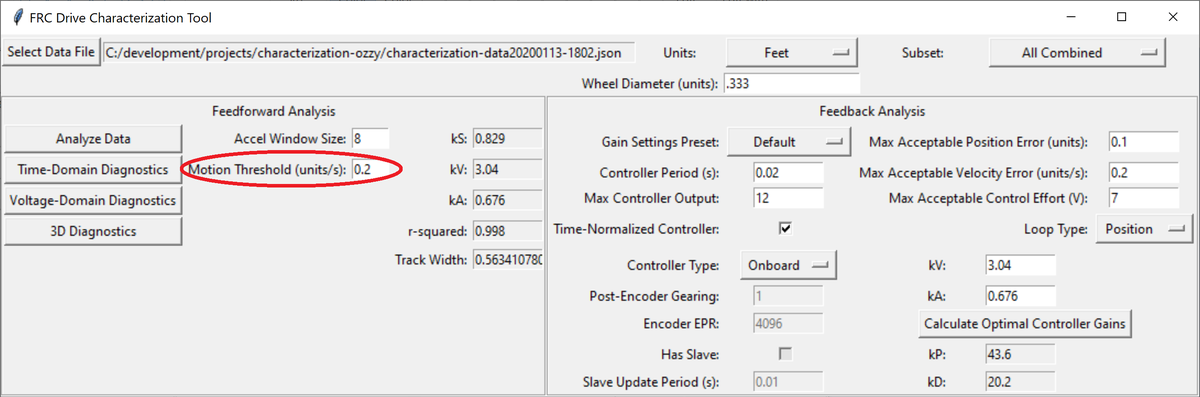 FRC Drive Characterization Tool
Select Data File C:/development/projects/characterization-ozzy/characterization-data20200113-1802.json Units: Feet Subset: All Combined
Wheel Diameter (units): .333
Feedforward Analysis
Analyze Data Accel Window Size: 8 kS: 0.829
Time-Domain Diagnostics Motion Threshold (units/s): 0.2 kV: 3.04
Voltage-Domain Diagnostics kA: 0.676
3D Diagnostics r-squared: 0.998
Track Width: 0.563410780
Feedback Analysis
Gain Settings Preset: Default Max Acceptable Position Error (units): 0.1
Controller Period (s): 0.02 Max Acceptable Velocity Error (units/s): 0.2
Max Controller Output: 12 Max Acceptable Control Effort (V): 7
Time-Normalized Controller: Loop Type: Position
Controller Type: Onboard kV: 3.04
Post-Encoder Gearing: 1 kA: 0.676
Encoder EPR: 4096 Calculate Optimal Controller Gains
Has Slave: kP: 43.6
Slave Update Period (s): 0.01 kD: 20.2